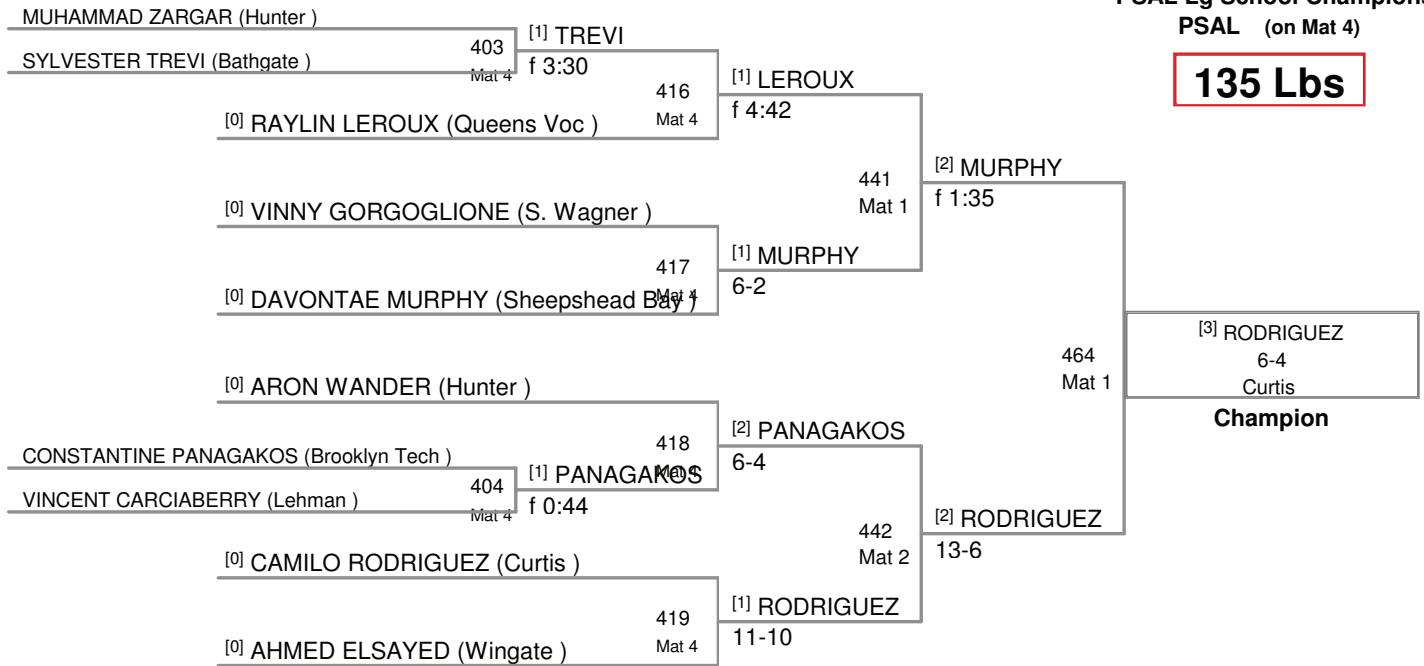 PSAL Lg School Champions
PSAL (on Mat 4)
135 Lbs
MUHAMMAD ZARGAR (Hunter )
SYLVESTER TREVI (Bathgate )
403
Mat 4
[1] TREVI
f 3:30
[0] RAYLIN LEROUX (Queens Voc )
416
Mat 4
[1] LEROUX
f 4:42
[0] VINNY GORGOGLIONE (S. Wagner )
[0] DAVONTAE MURPHY (Sheepshead Bay )
417
Mat 4
[1] MURPHY
6-2
441
Mat 1
[2] MURPHY
f 1:35
[0] ARON WANDER (Hunter )
CONSTANTINE PANAGAKOS (Brooklyn Tech )
VINCENT CARCIABERRY (Lehman )
404
Mat 4
[1] PANAGAKOS
f 0:44
418
Mat 4
[2] PANAGAKOS
6-4
[0] CAMILO RODRIGUEZ (Curtis )
[0] AHMED ELSAYED (Wingate )
419
Mat 4
[1] RODRIGUEZ
11-10
442
Mat 2
[2] RODRIGUEZ
13-6
464
Mat 1
[3] RODRIGUEZ
6-4
Curtis
Champion